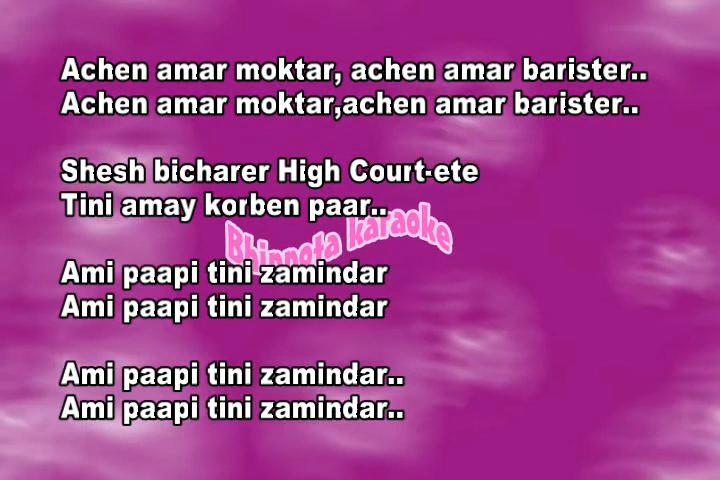 Achen amar moktar, achen amar barister..
Achen amar moktar,achen amar barister..
Shesh bicharer High Court-ete
Tini amay korben paar..
Bhinnota karaoke
Ami paapi tini zamindar
Ami paapi tini zamindar
Ami paapi tini zamindar..
Ami paapi tini zamindar..